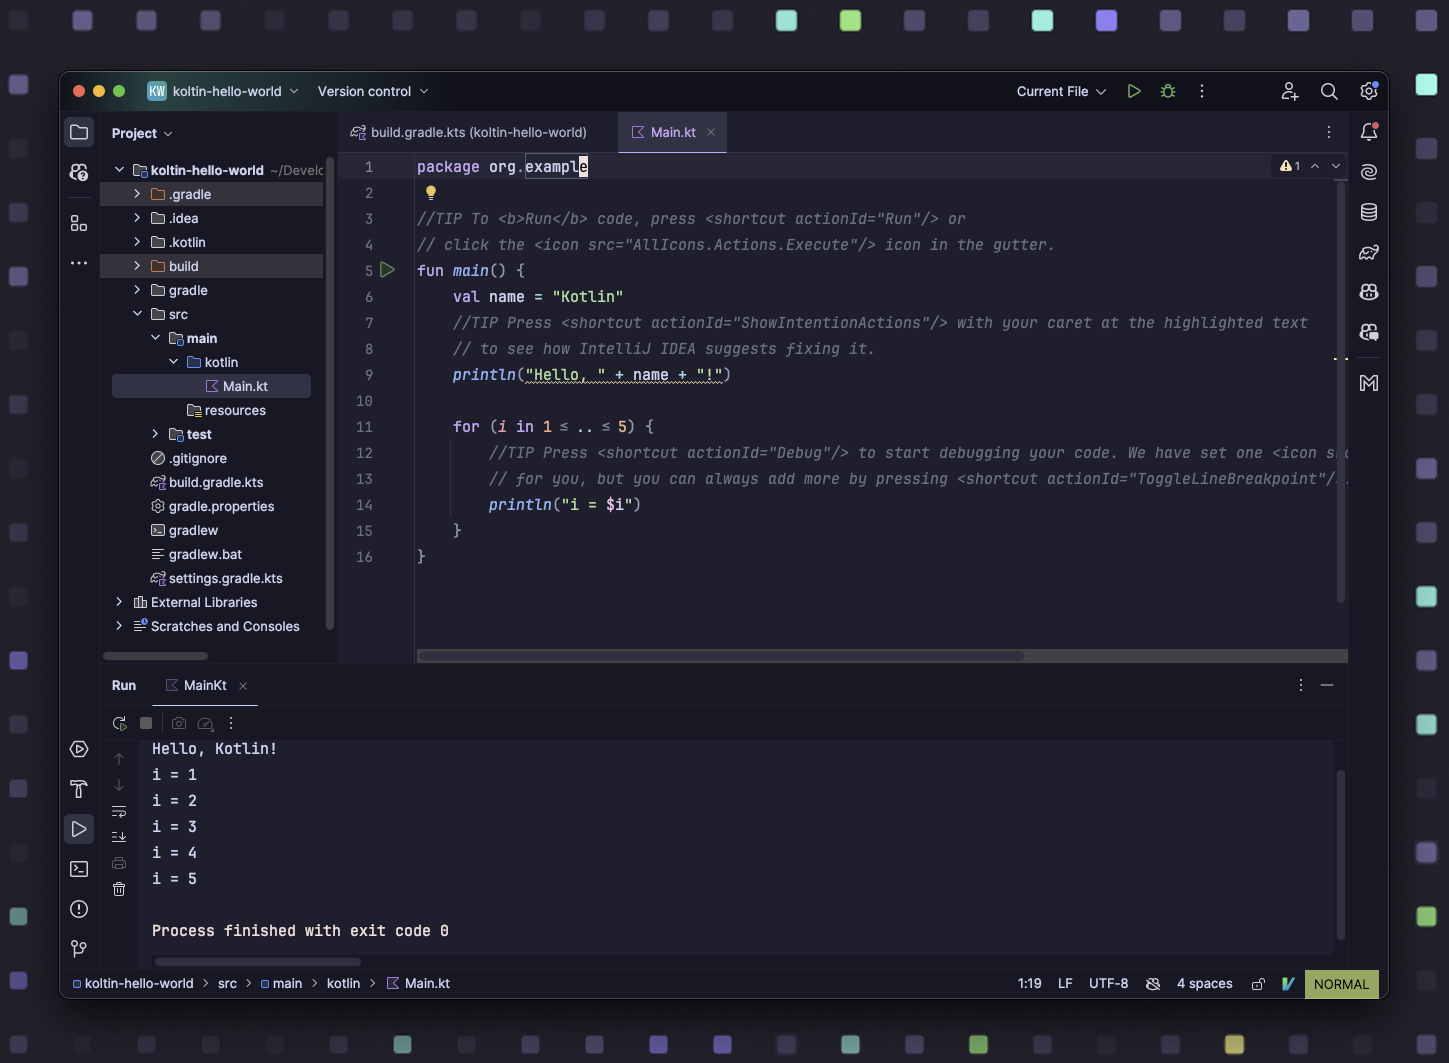 KW koltin-hello-world Version control Current File
Project
build.gradle.kts (koltin-hello-world) Main.kt
koltin-hello-world ~/Develo
.gradle
.idea
.kotlin
build
gradle
src
main
kotlin
Main.kt
resources
test
.gitignore
build.gradle.kts
gradle.properties
gradlew
gradlew.bat
settings.gradle.kts
External Libraries
Scratches and Consoles
1 package org.example
1
2
3 //TIP To <b>Run</b> code, press <shortcut actionId="Run"/> or
4 // click the <icon src="AllIcons.Actions.Execute"/> icon in the gutter.
5 fun main() {
6 val name = "Kotlin"
7 //TIP Press <shortcut actionId="ShowIntentionActions"/> with your caret at the highlighted text
8 // to see how IntelliJ IDEA suggests fixing it.
9 println("Hello, " + name + "!")
10
11 for (i in 1 ≤ .. ≤ 5) {
12 //TIP Press <shortcut actionId="Debug"/> to start debugging your code. We have set one <icon s
13 // for you, but you can always add more by pressing <shortcut actionId="ToggleLineBreakpoint"/
14 println("i = $i")
15 }
16 }
Run MainKt
Hello, Kotlin!
i = 1
i = 2
i = 3
i = 4
i = 5
Process finished with exit code 0
koltin-hello-world > src > main > kotlin > Main.kt
1:19 LF UTF-8 4 spaces NORMAL